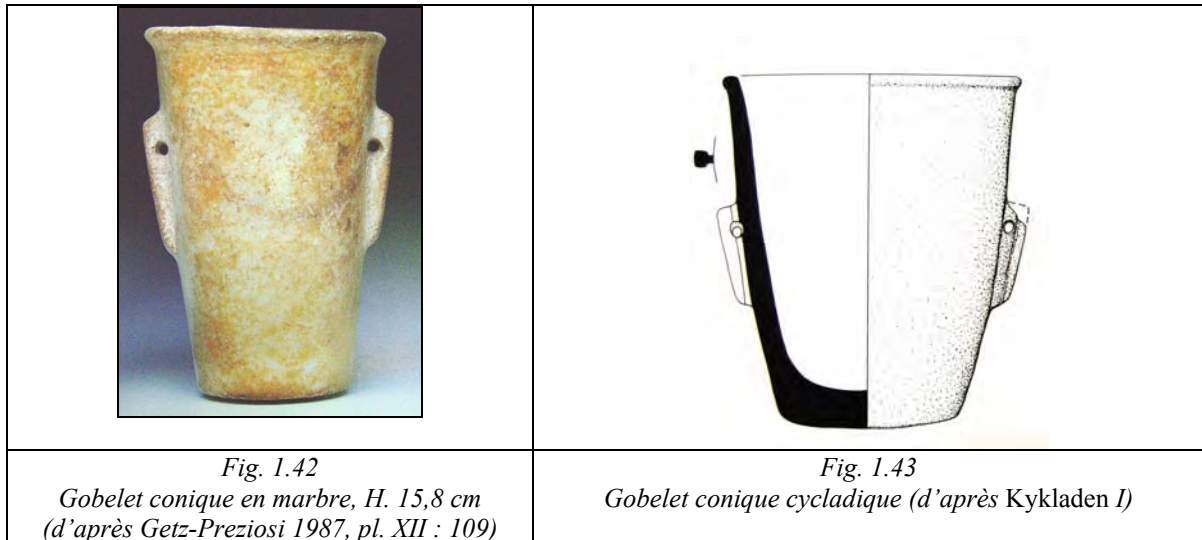 Fig. 1.42
Gobelet conique en marbre, H. 15,8 cm
(d’après Getz-Preziosi 1987, pl. XII : 109)
Fig. 1.43
Gobelet conique cycladique (d’après Kykladen I)